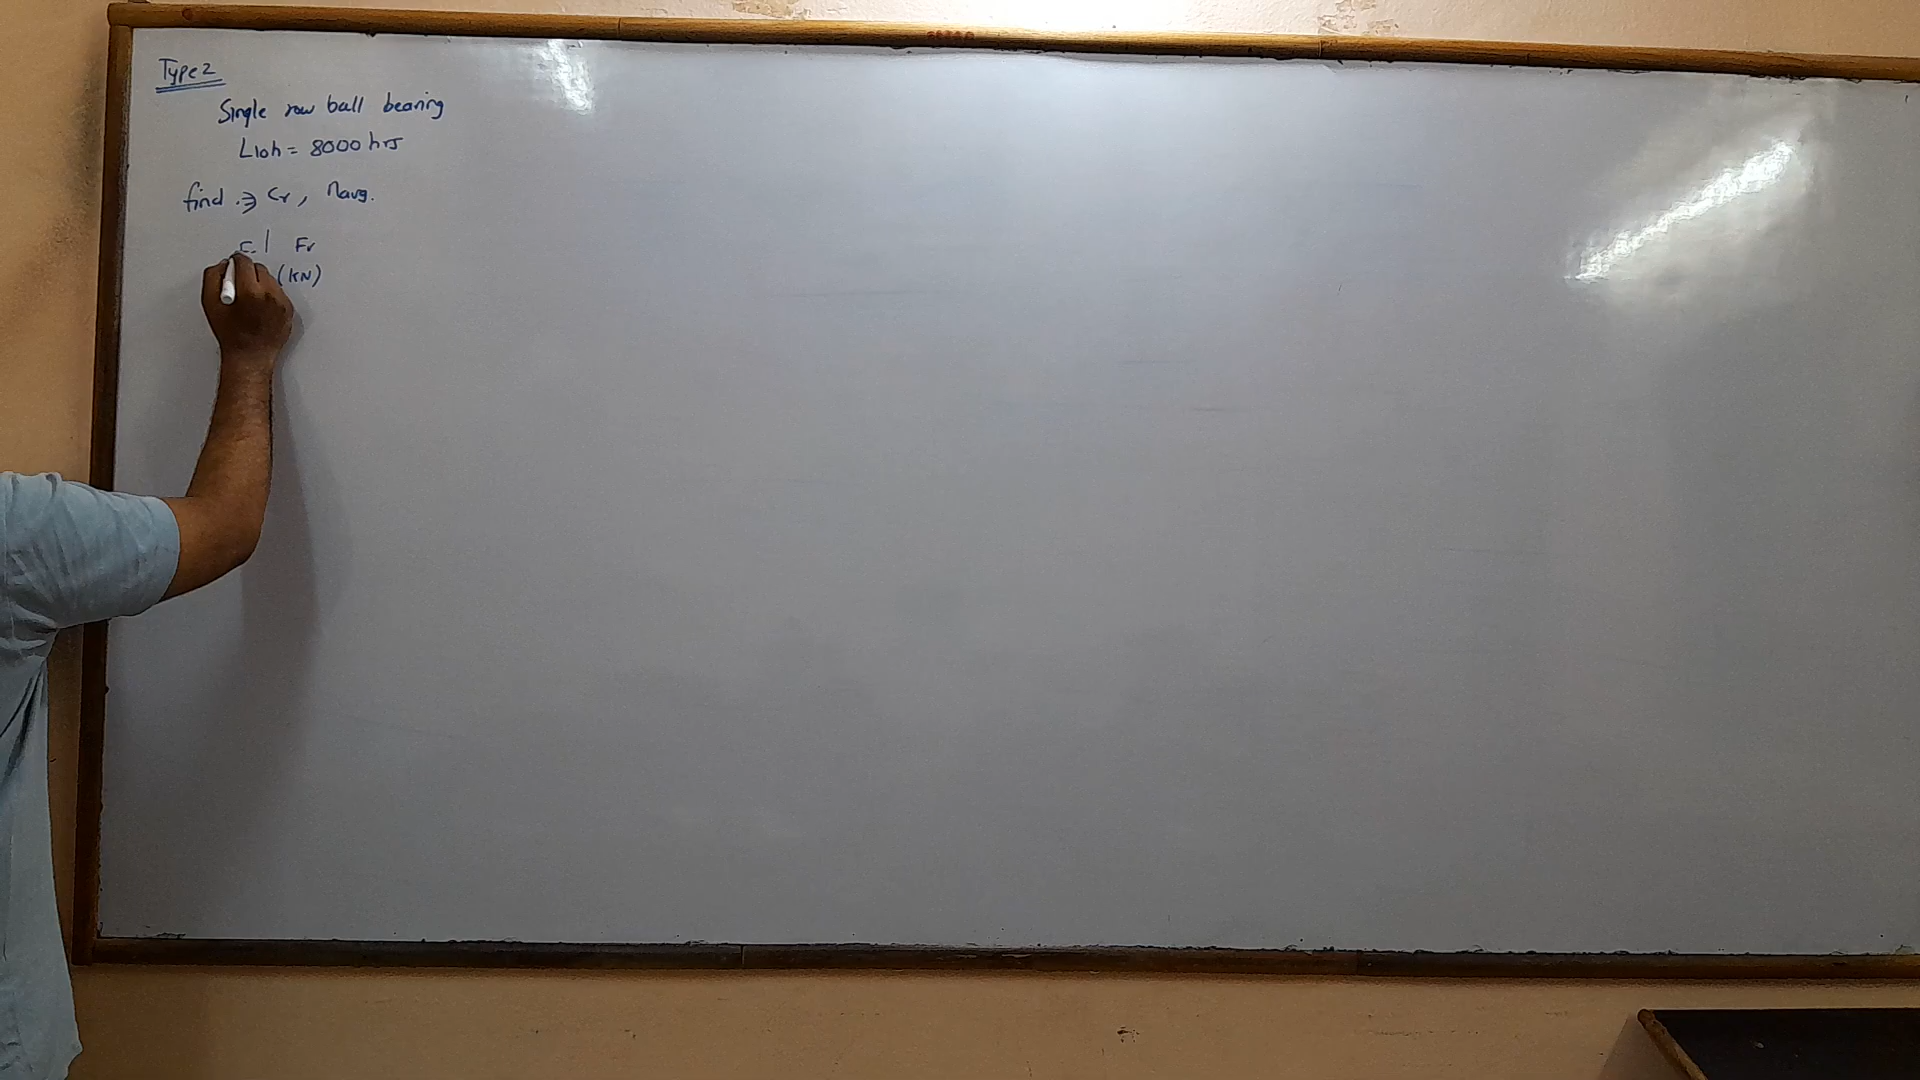 Type 2
Single row ball bearing
L10h = 8000 hrs
find ⇒ Cr, navg.
Fr
(KN)